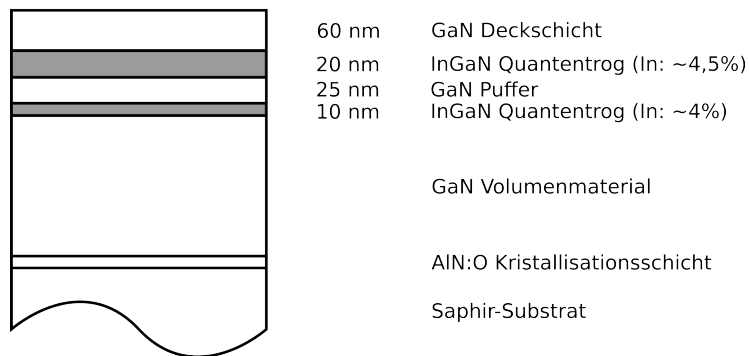 60 nm GaN Deckschicht
20 nm InGaN Quantentrog (In: ~4,5%)
25 nm GaN Puffer
10 nm InGaN Quantentrog (In: ~4%)
GaN Volumenmaterial
AlN:O Kristallisationsschicht
Saphir-Substrat